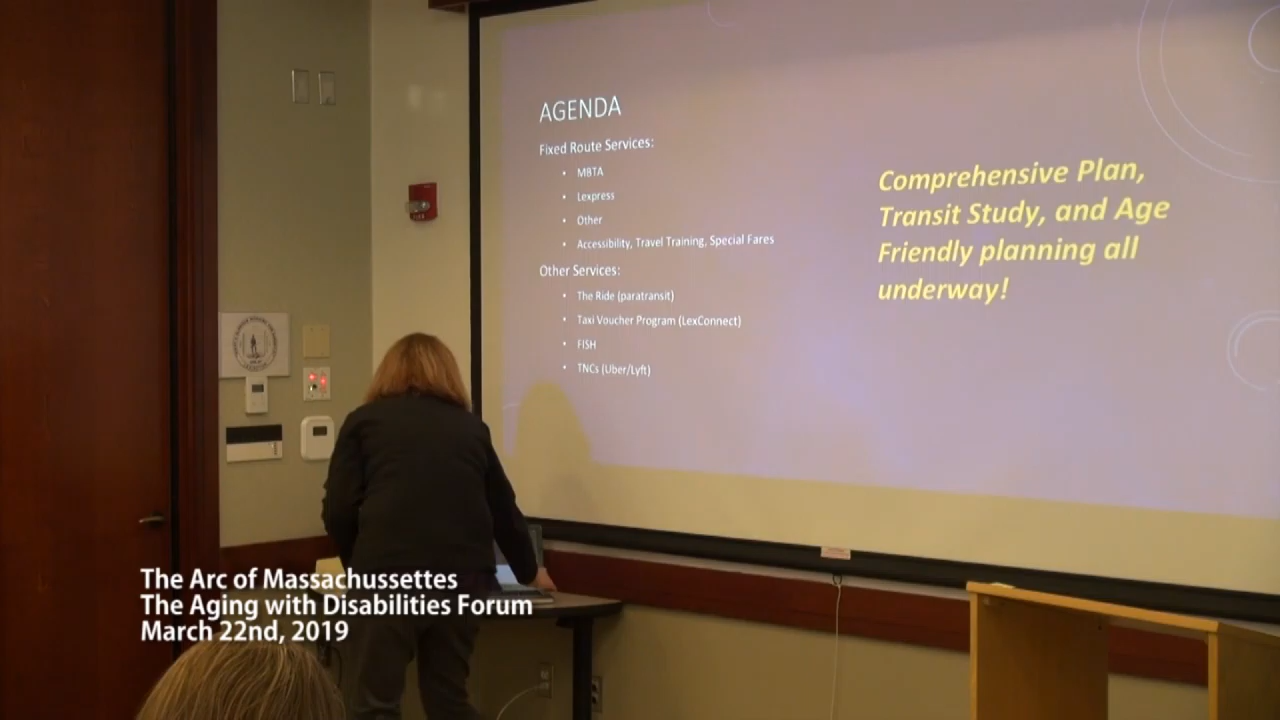 AGENDA
Fixed Route Services:
• MBTA
• Lexpress
• Other
• Accessibility, Travel Training, Special Fares
Other Services:
• The Ride (paratransit)
• Taxi Voucher Program (LexConnect)
• FISH
• TNCs (Uber/Lyft)
Comprehensive Plan,
Transit Study, and Age
Friendly planning all
underway!
The Arc of Massachussettes
The Aging with Disabilities Forum
March 22nd, 2019